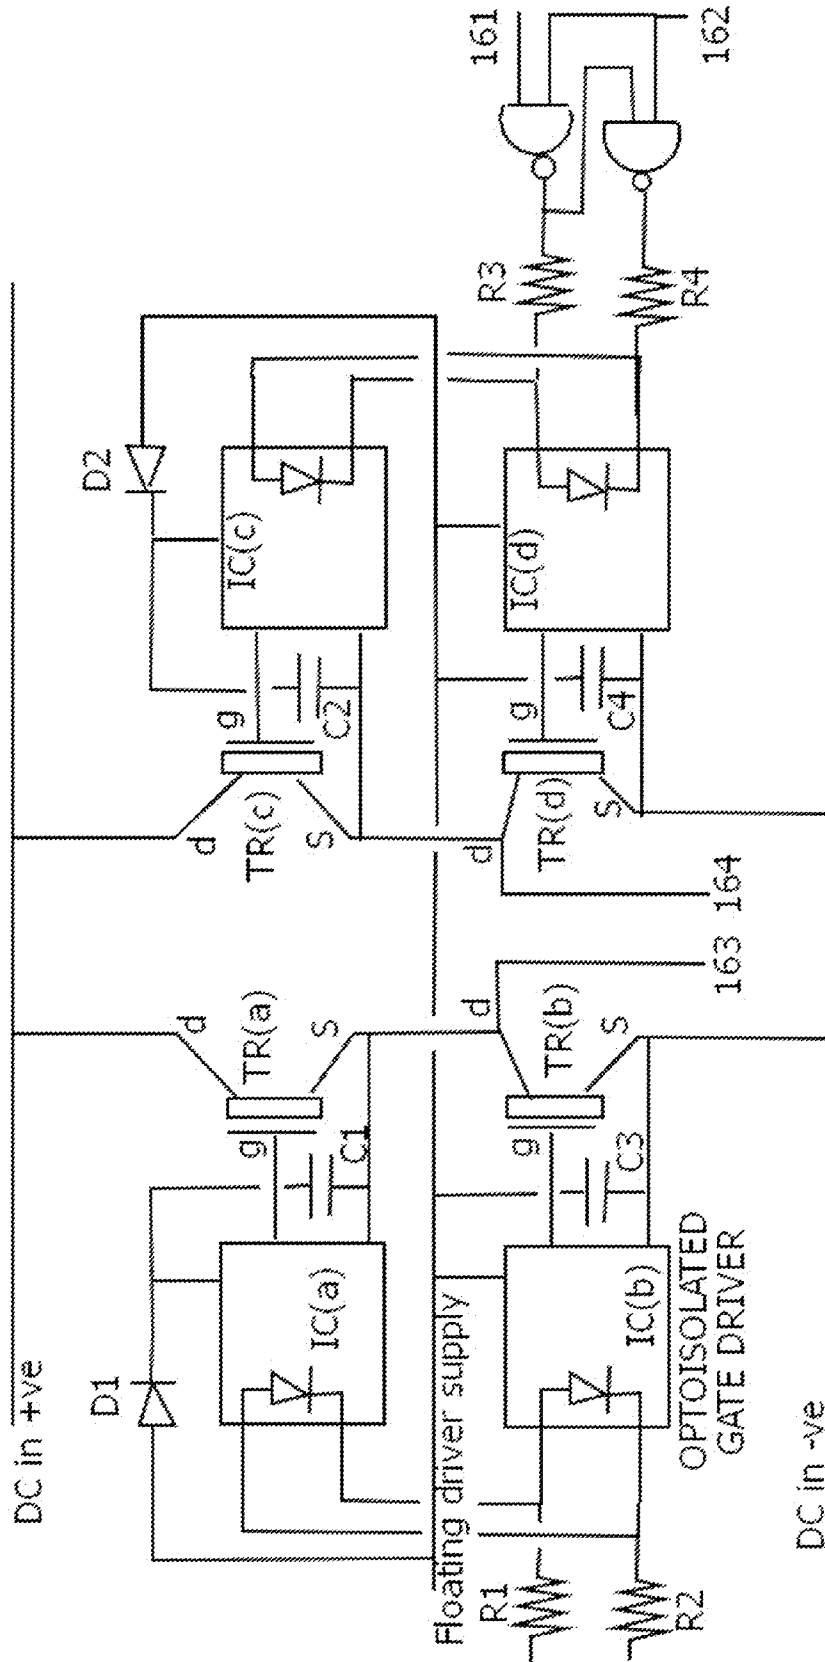 DC in +ve
D1
D2
IC(a)
C1
g
d
TR(a)
S
d
TR(c)
S
g
C2
IC(c)
Floating driver supply
R1
R2
IC(b)
OPTOISOLATED
GATE DRIVER
C3
g
d
TR(b)
S
163
164
d
TR(d)
S
g
C4
IC(d)
R3
R4
161
162
DC in -ve